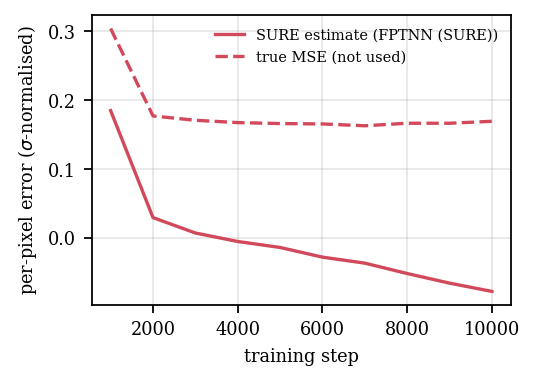 SURE estimate (FPTNN (SURE))
true MSE (not used)
per-pixel error (σ-normalised)
0.3
0.2
0.1
0.0
2000 4000 6000 8000 10000
training step